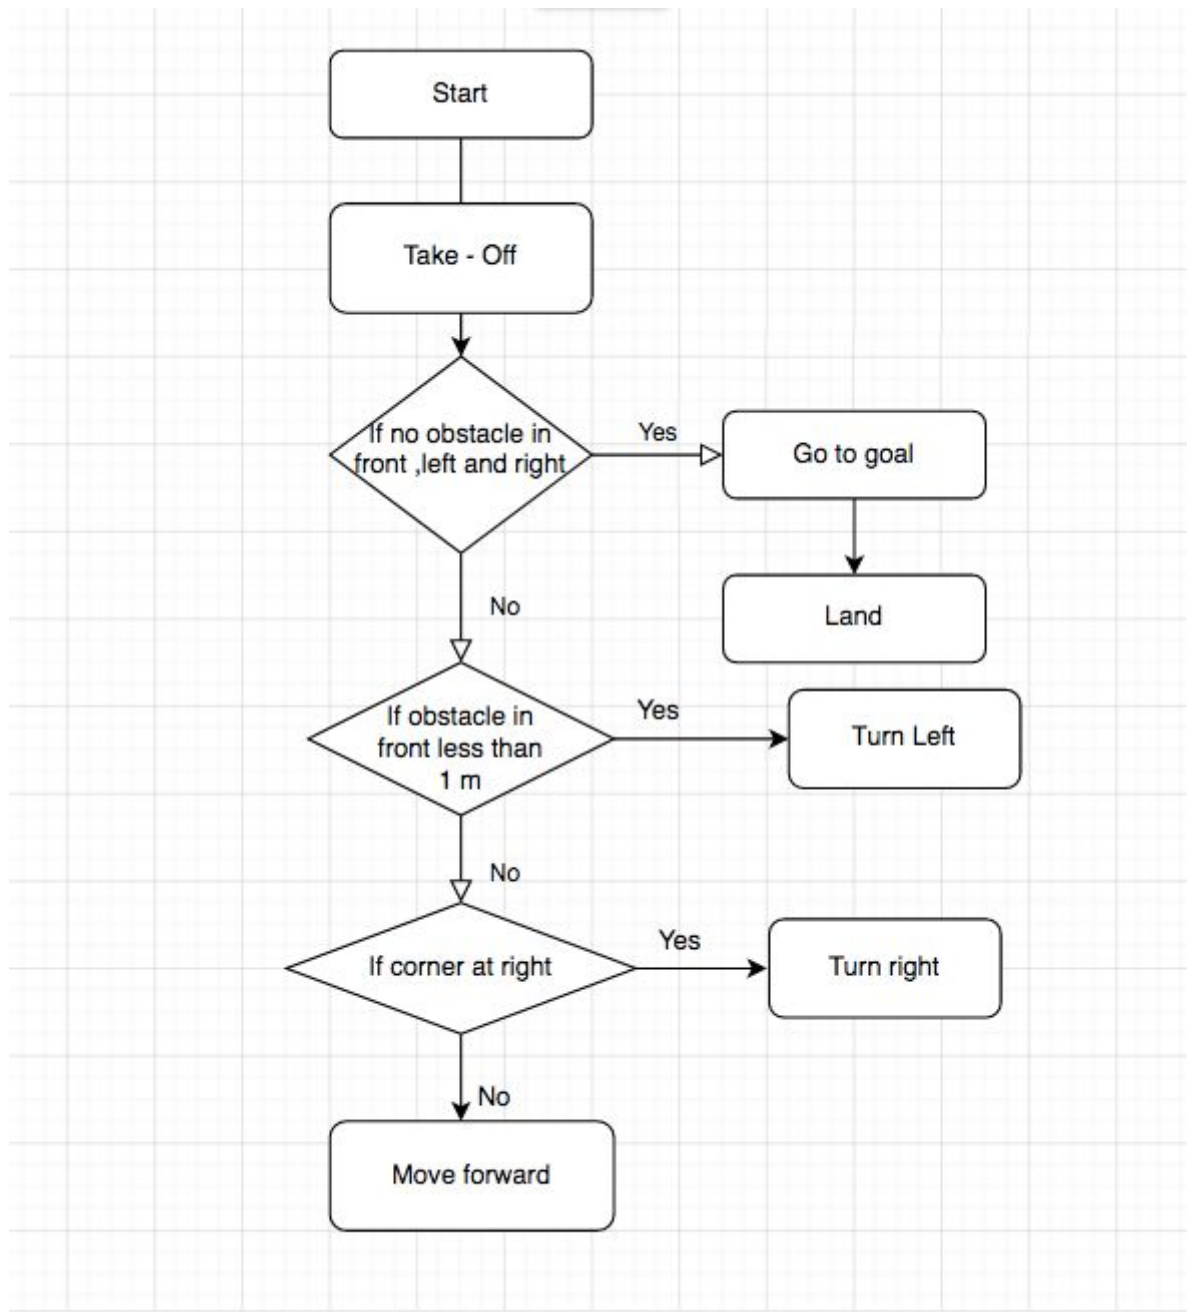 Start
Take - Off
If no obstacle in
front ,left and right
Yes
Go to goal
Land
No
If obstacle in
front less than
1 m
Yes
Turn Left
No
If corner at right
Yes
Turn right
No
Move forward